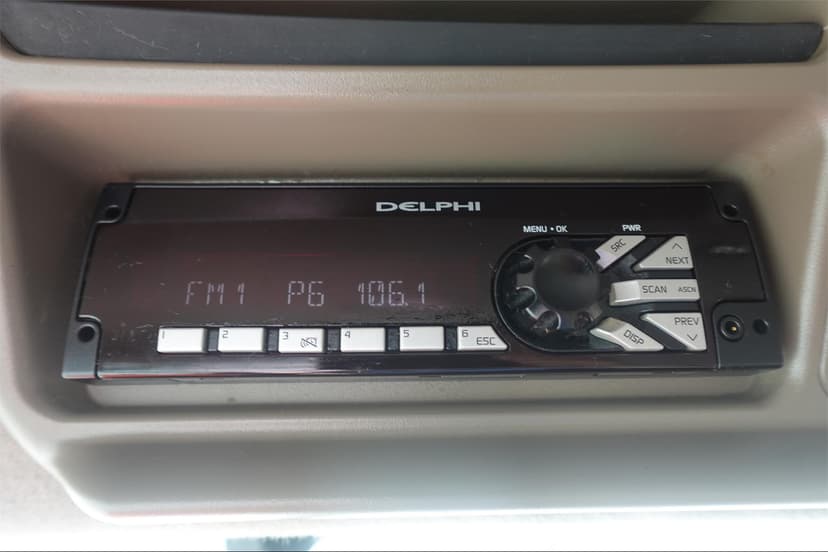 DELPHI
MENU • OK
PWR
SRC
NEXT
FM1 P6 106.1
SCAN ASCN
1
2
3
4
5
6 ESC
DISP
PREV